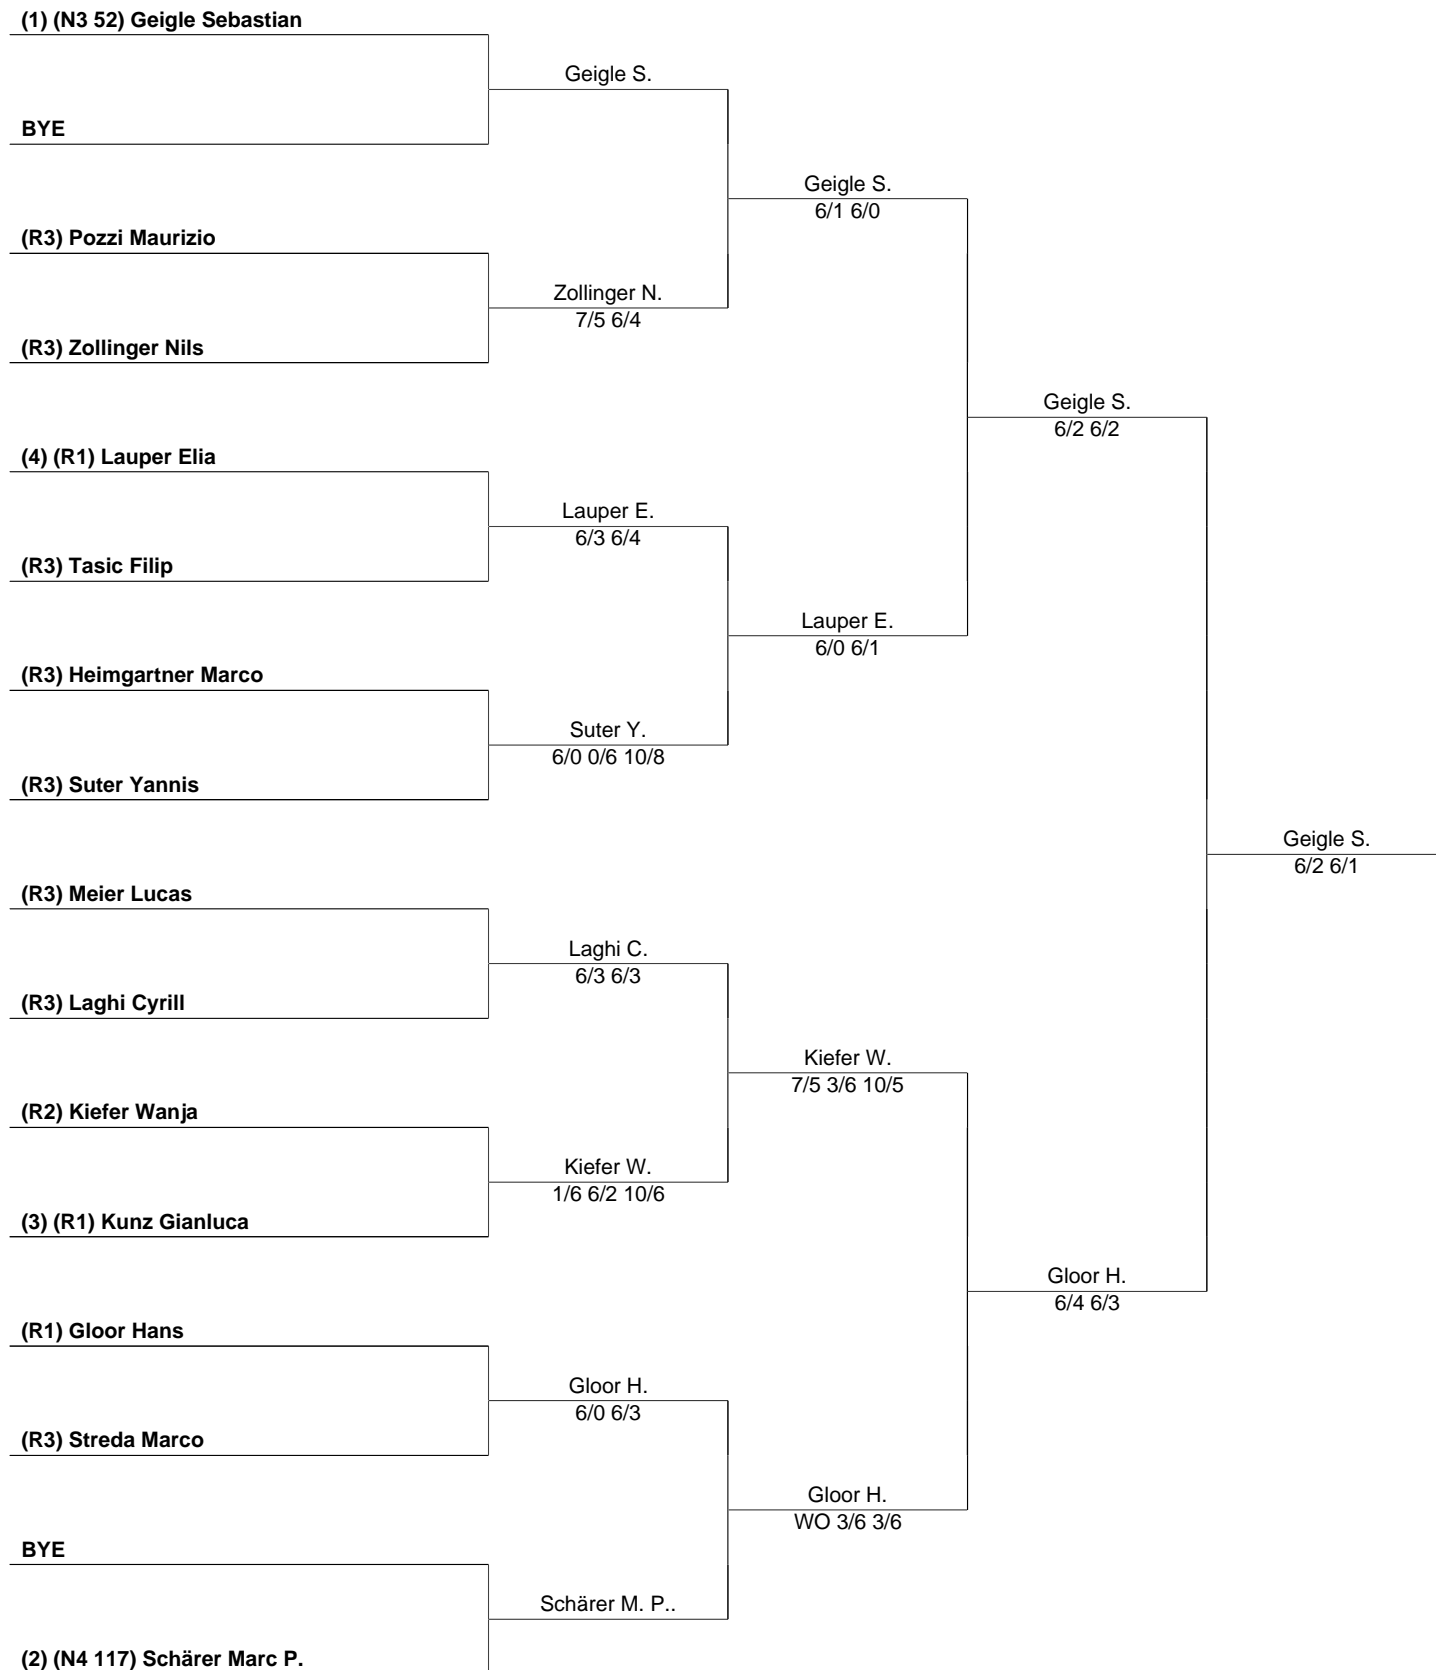 (1) (N3 52) Geigle Sebastian
Geigle S.
BYE
Geigle S.
6/1 6/0
(R3) Pozzi Maurizio
Zollinger N.
7/5 6/4
(R3) Zollinger Nils
Geigle S.
6/2 6/2
(4) (R1) Lauper Elia
Lauper E.
6/3 6/4
(R3) Tasic Filip
Lauper E.
6/0 6/1
(R3) Heimgartner Marco
Suter Y.
6/0 0/6 10/8
(R3) Suter Yannis
Geigle S.
6/2 6/1
(R3) Meier Lucas
Laghi C.
6/3 6/3
(R3) Laghi Cyrill
Kiefer W.
7/5 3/6 10/5
(R2) Kiefer Wanja
Kiefer W.
1/6 6/2 10/6
(3) (R1) Kunz Gianluca
Gloor H.
6/4 6/3
(R1) Gloor Hans
Gloor H.
6/0 6/3
(R3) Streda Marco
Gloor H.
WO 3/6 3/6
BYE
Schärer M. P..
(2) (N4 117) Schärer Marc P.